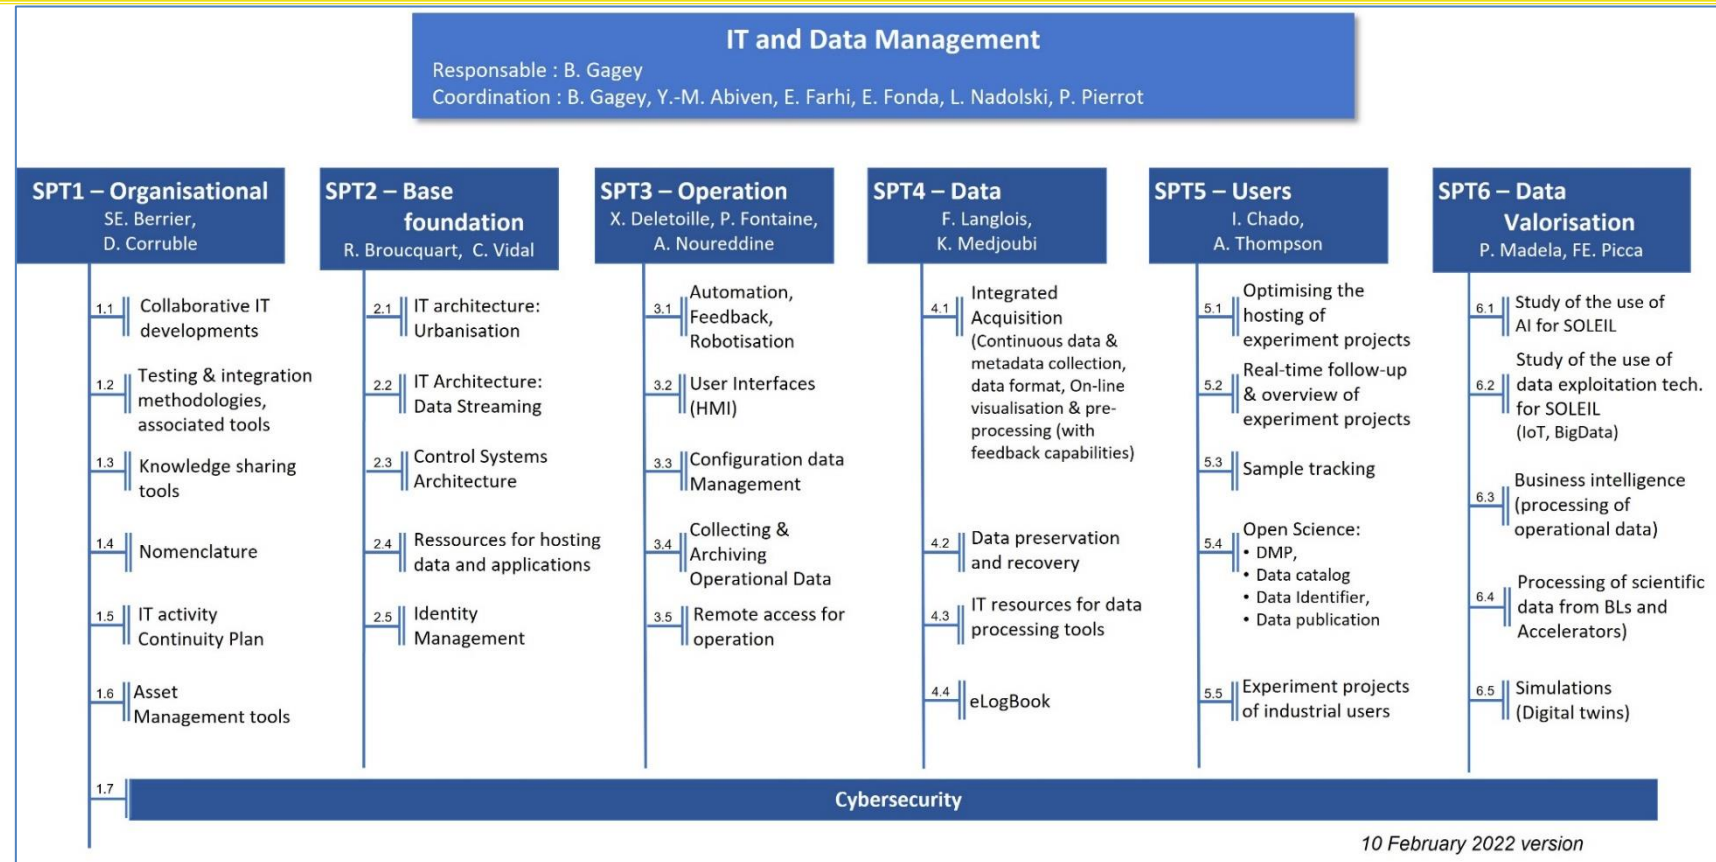 IT and Data Management
Responsable : B. Gagey
Coordination : B. Gagey, Y.-M. Abiven, E. Farhi, E. Fonda, L. Nadolski, P. Pierrot
SPT1 – Organisational
SE. Berrier,
D. Corruble
1.1
Collaborative IT
developments
1.2
Testing & integration
methodologies,
associated tools
1.3
Knowledge sharing
tools
1.4
Nomenclature
1.5
IT activity
Continuity Plan
1.6
Asset
Management tools
SPT2 – Base
foundation
R. Broucquart, C. Vidal
2.1
IT architecture:
Urbanisation
2.2
IT Architecture:
Data Streaming
2.3
Control Systems
Architecture
2.4
Ressources for hosting
data and applications
2.5
Identity
Management
SPT3 – Operation
X. Deletoille, P. Fontaine,
A. Noureddine
3.1
Automation,
Feedback,
Robotisation
3.2
User Interfaces
(HMI)
3.3
Configuration data
Management
3.4
Collecting &
Archiving
Operational Data
3.5
Remote access for
operation
SPT4 – Data
F. Langlois,
K. Medjoubi
4.1
Integrated
Acquisition
(Continuous data &
metadata collection,
data format, On-line
visualisation & pre-
processing (with
feedback capabilities)
4.2
Data preservation
and recovery
4.3
IT resources for data
processing tools
4.4
eLogBook
SPT5 – Users
I. Chado,
A. Thompson
5.1
Optimising the
hosting of
experiment projects
5.2
Real-time follow-up
& overview of
experiment projects
5.3
Sample tracking
5.4
Open Science:
• DMP,
• Data catalog
• Data Identifier,
• Data publication
5.5
Experiment projects
of industrial users
SPT6 – Data
Valorisation
P. Madela, FE. Picca
6.1
Study of the use of
AI for SOLEIL
6.2
Study of the use of
data exploitation tech.
for SOLEIL
(IoT, BigData)
6.3
Business intelligence
(processing of
operational data)
6.4
Processing of scientific
data from BLs and
Accelerators)
6.5
Simulations
(Digital twins)
1.7
Cybersecurity
10 February 2022 version